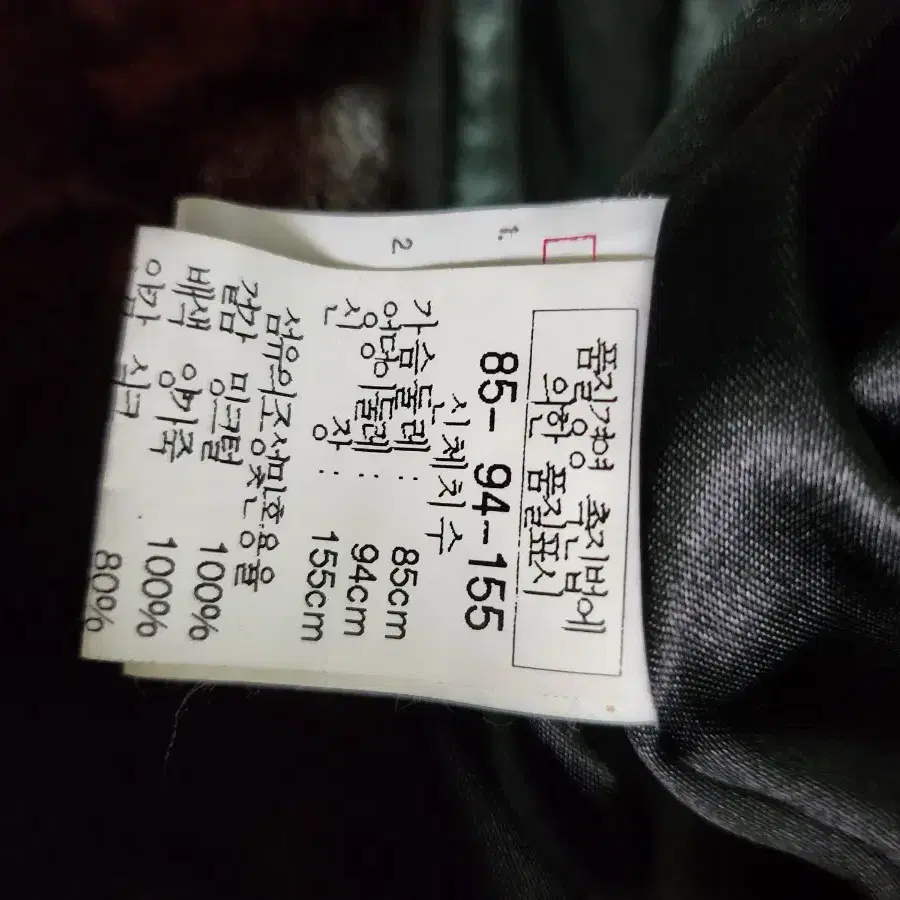 품질경영 촉진법에
의한 품질표시
85- 94-155
신체치수
가슴둘레 : 85cm
엉덩이둘레 : 94cm
신 장 : 155cm
섬유의조성및혼용율
겉감 밍크털 100%
배색 양가죽 100%
안감 실크 80%
1.
2